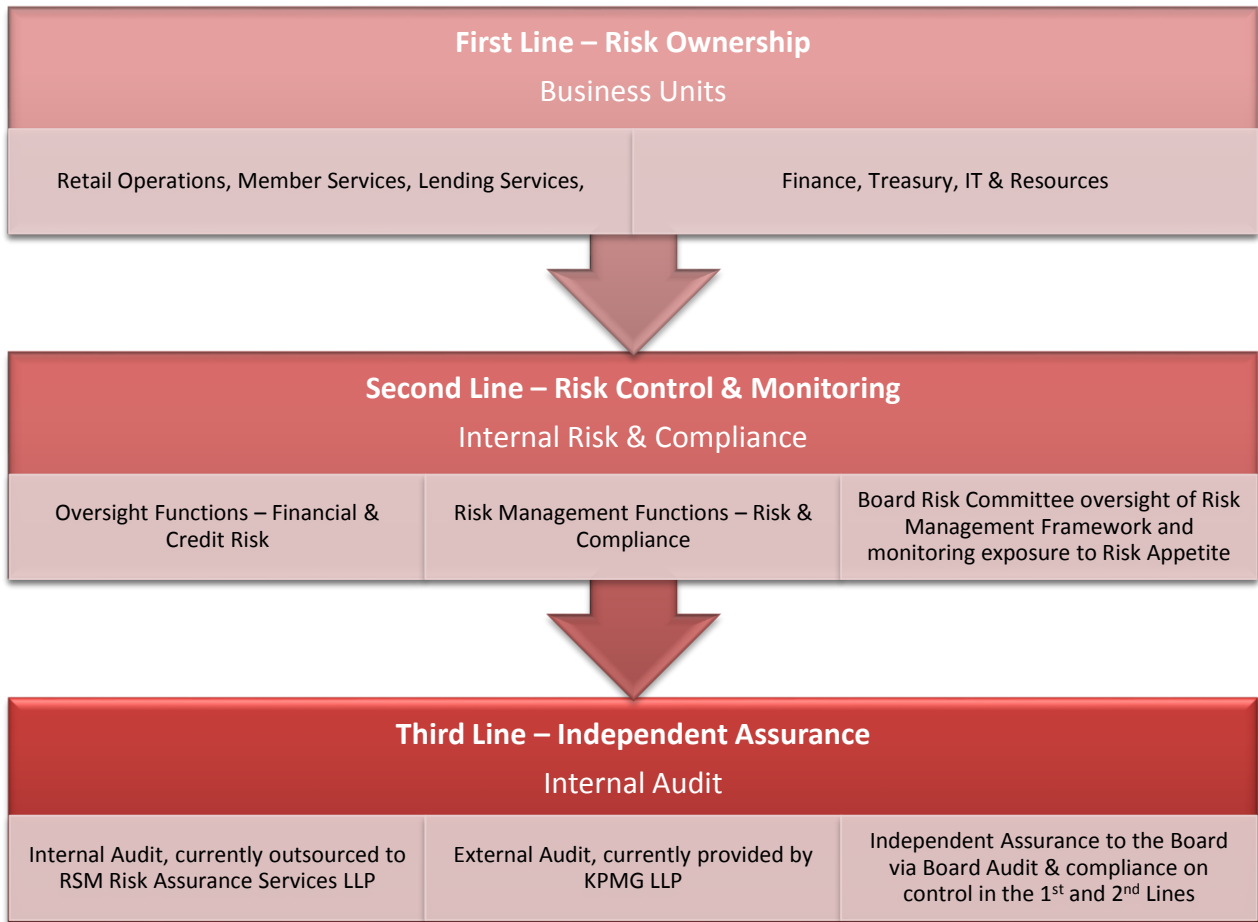 First Line – Risk Ownership
Business Units
Retail Operations, Member Services, Lending Services,
Finance, Treasury, IT & Resources
Second Line – Risk Control & Monitoring
Internal Risk & Compliance
Oversight Functions – Financial &
Credit Risk
Risk Management Functions – Risk &
Compliance
Board Risk Committee oversight of Risk
Management Framework and
monitoring exposure to Risk Appetite
Third Line – Independent Assurance
Internal Audit
Internal Audit, currently outsourced to
RSM Risk Assurance Services LLP
External Audit, currently provided by
KPMG LLP
Independent Assurance to the Board
via Board Audit & compliance on
control in the 1st and 2nd Lines